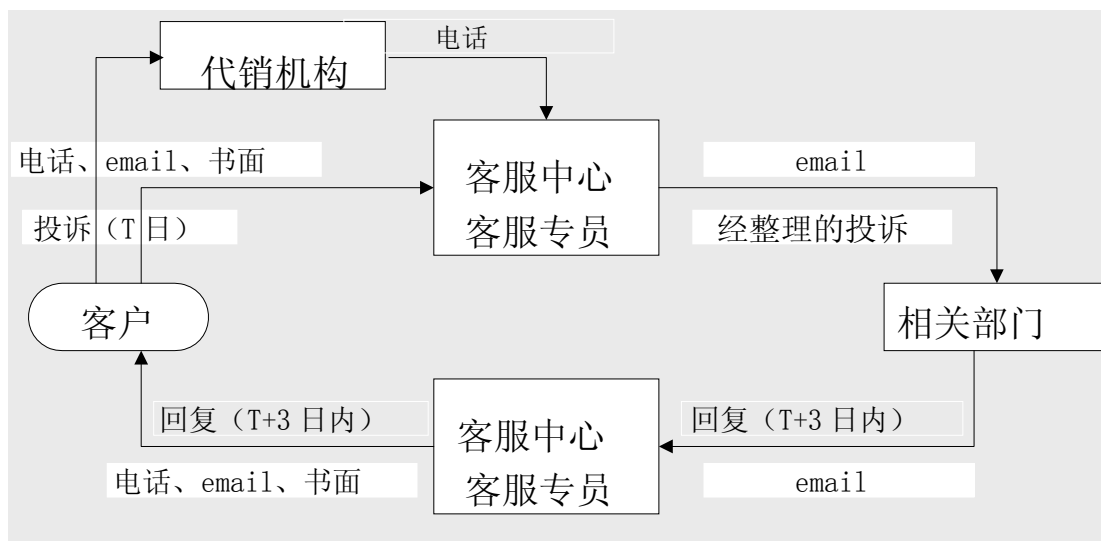 电话
代销机构
电话、email、书面
客服中心
客服专员
email
投诉（T 日）
经整理的投诉
客户
相关部门
回复（T+3 日内）
客服中心
客服专员
回复（T+3 日内）
电话、email、书面
email